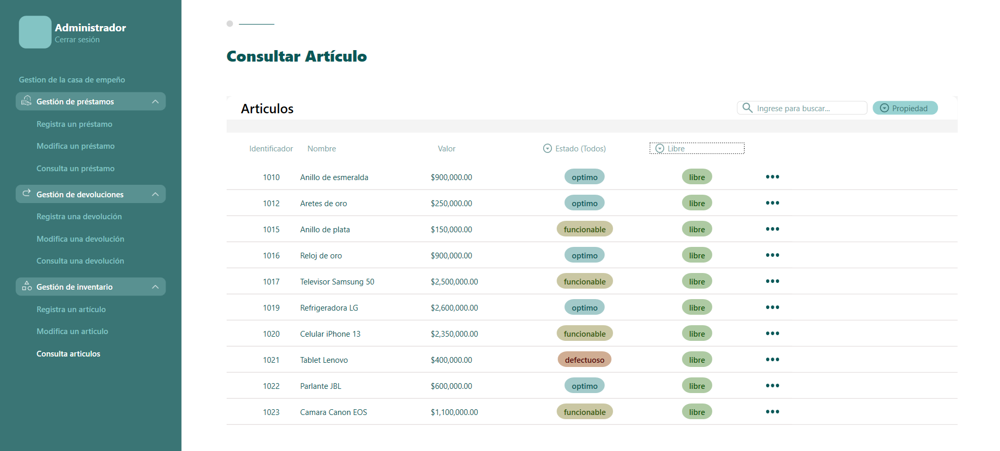 Administrador
Cerrar sesión
Gestion de la casa de empeño
Gestión de préstamos
Registra un préstamo
Modifica un préstamo
Consulta un préstamo
Gestión de devoluciones
Registra una devolución
Modifica una devolución
Consulta una devolución
Gestión de inventario
Registra un artículo
Modifica un articulo
Consulta articulos
Consultar Artículo
Articulos
Ingrese para buscar...
Propiedad
Identificador Nombre Valor Estado (Todos) Libre
1010 Anillo de esmeralda $900,000.00 optimo libre
1012 Aretes de oro $250,000.00 optimo libre
1015 Anillo de plata $150,000.00 funcionable libre
1016 Reloj de oro $900,000.00 optimo libre
1017 Televisor Samsung 50 $2,500,000.00 funcionable libre
1019 Refrigeradora LG $2,600,000.00 optimo libre
1020 Celular iPhone 13 $2,350,000.00 funcionable libre
1021 Tablet Lenovo $400,000.00 defectuoso libre
1022 Parlante JBL $600,000.00 optimo libre
1023 Camara Canon EOS $1,100,000.00 funcionable libre